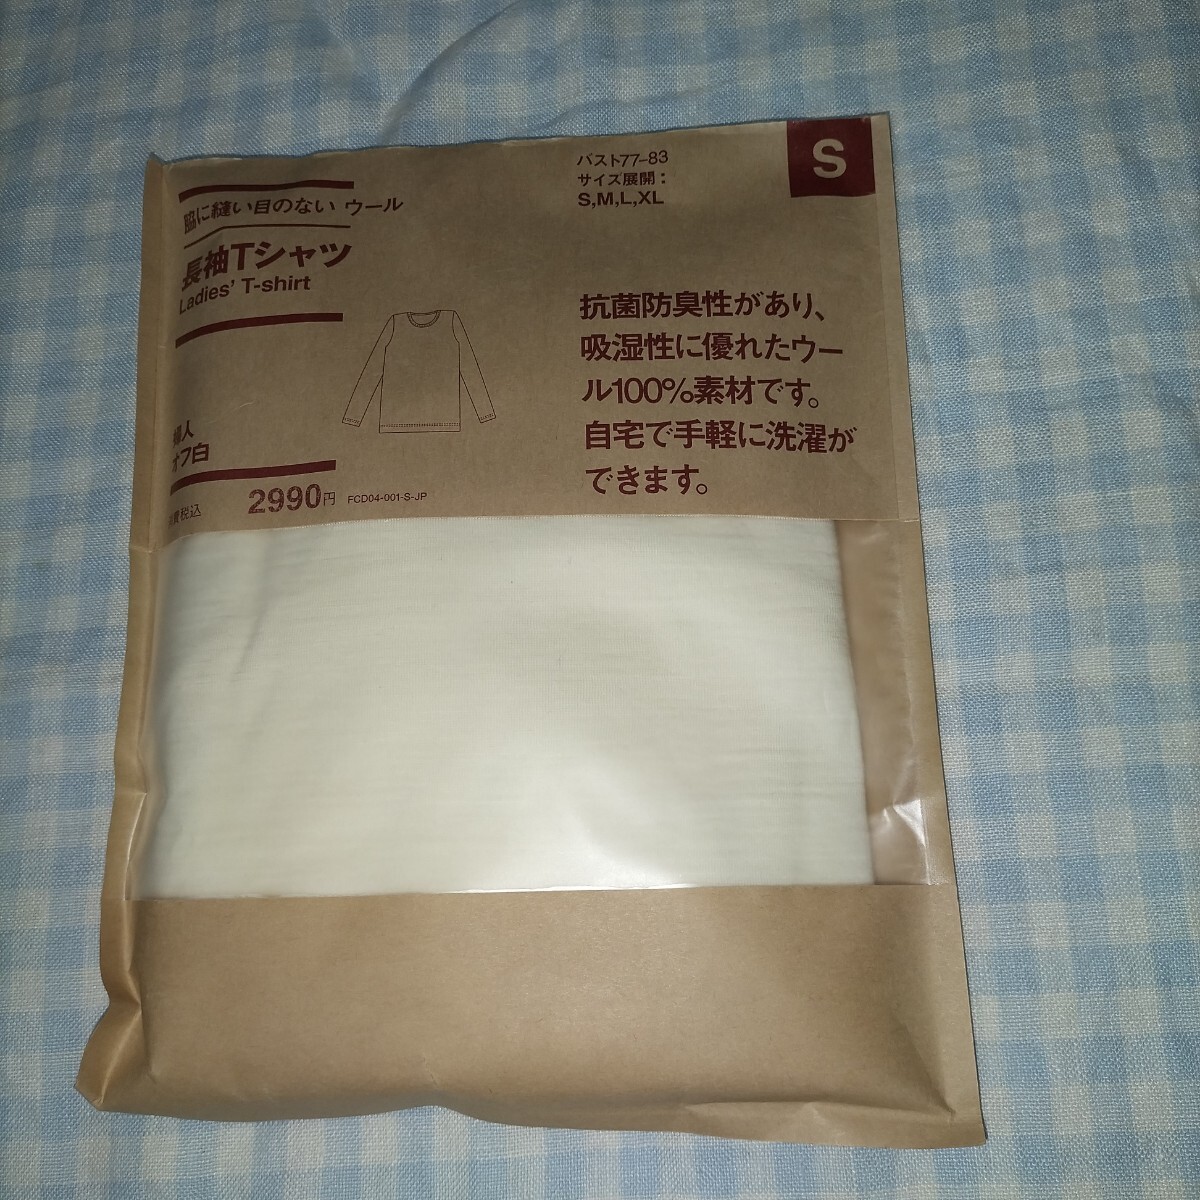 脇に縫い目のない ウール
長袖Tシャツ
Ladies' T-shirt
婦人
オフ白
消費税込 2990円 FCD04-001-S-JP
バスト77-83
サイズ展開：
S,M,L,XL
S
抗菌防臭性があり、
吸湿性に優れたウー
ル100%素材です。
自宅で手軽に洗濯が
できます。